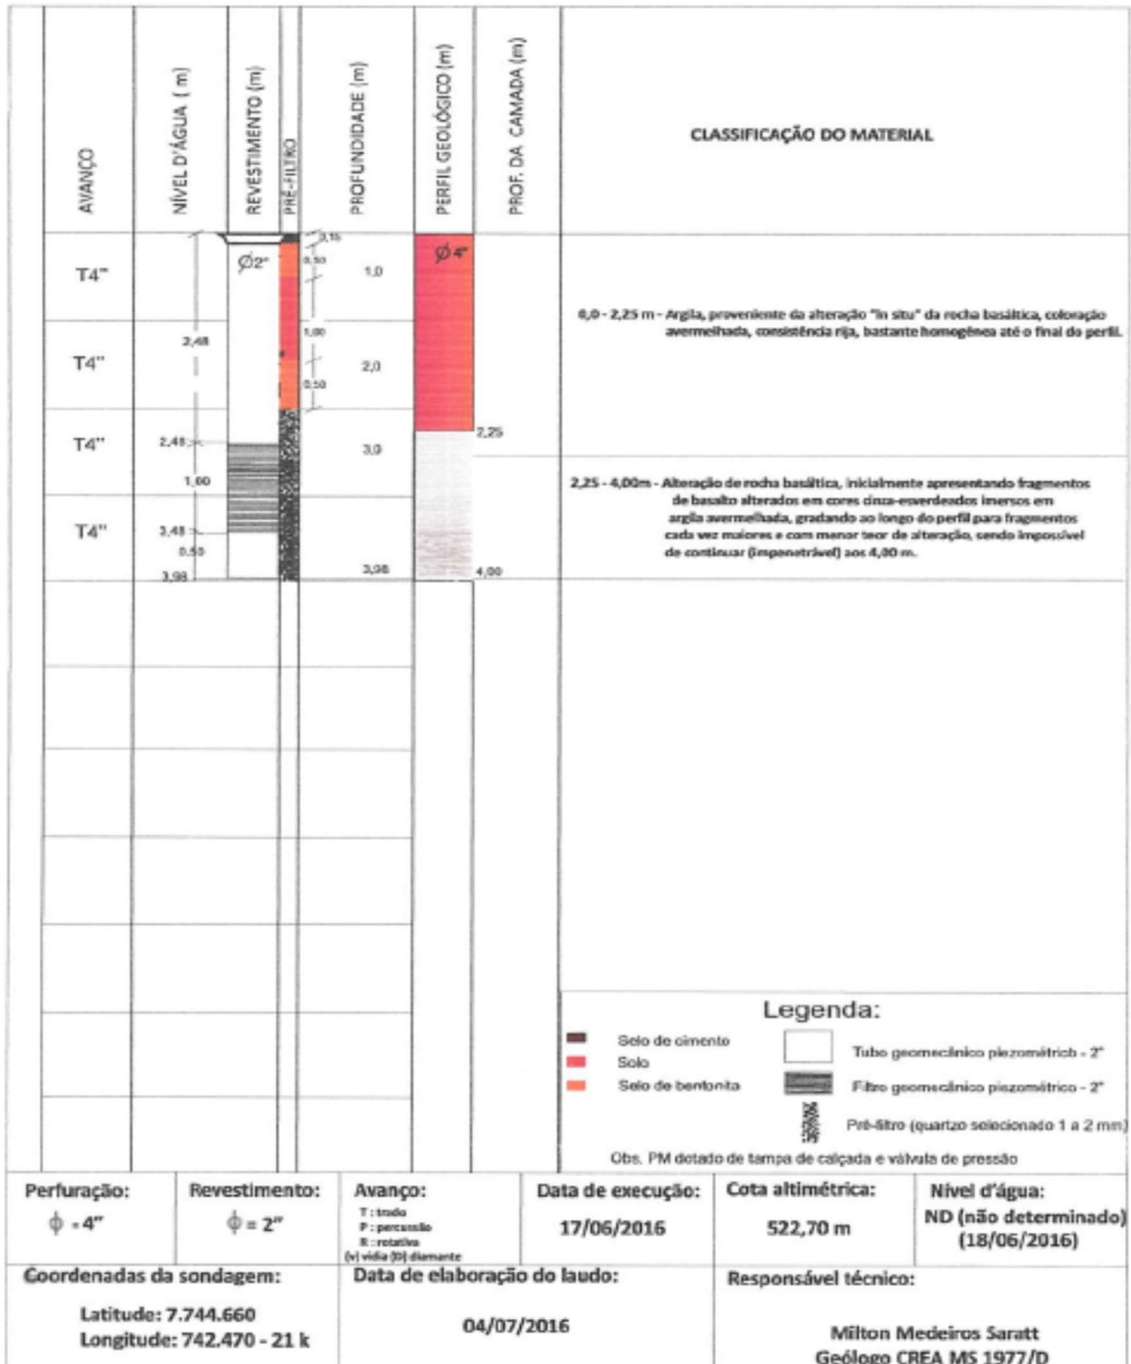 AVANÇO
NÍVEL D'ÁGUA ( m)
REVESTIMENTO (m)
PRÉ-FILTRO
PROFUNDIDADE (m)
PERFIL GEOLÓGICO (m)
PROF. DA CAMADA (m)
CLASSIFICAÇÃO DO MATERIAL
T4"
Ø2"
0,15
0,50
1,0
Ø4"
0,0 - 2,25 m - Argila, proveniente da alteração "in situ" da rocha basáltica, coloração
avermelhada, consistência rija, bastante homogênea até o final do perfil.
2,48
1,00
T4"
2,0
0,50
T4"
2,48
3,0
2,25
1,00
2,25 - 4,00m - Alteração de rocha basáltica, inicialmente apresentando fragmentos
de basalto alterados em cores cinza-esverdeados imersos em
argila avermelhada, gradando ao longo do perfil para fragmentos
cada vez maiores e com menor teor de alteração, sendo impossível
de continuar (impenetrável) aos 4,00 m.
T4"
3,48
0,50
3,98
3,98
4,00
Legenda:
Selo de cimento
Solo
Selo de bentonita
Tubo geomecânico piezométrico - 2"
Filtro geomecânico piezométrico - 2"
Pré-filtro (quartzo selecionado 1 a 2 mm)
Obs. PM dotado de tampa de calçada e válvula de pressão
Perfuração:
ϕ = 4"
Revestimento:
ϕ = 2"
Avanço:
T : trado
P : percussão
R : rotativa
(v) vídia (D) diamante
Data de execução:
17/06/2016
Cota altimétrica:
522,70 m
Nível d'água:
ND (não determinado)
(18/06/2016)
Coordenadas da sondagem:
Latitude: 7.744.660
Longitude: 742.470 - 21 k
Data de elaboração do laudo:
04/07/2016
Responsável técnico:
Milton Medeiros Saratt
Geólogo CREA MS 1977/D